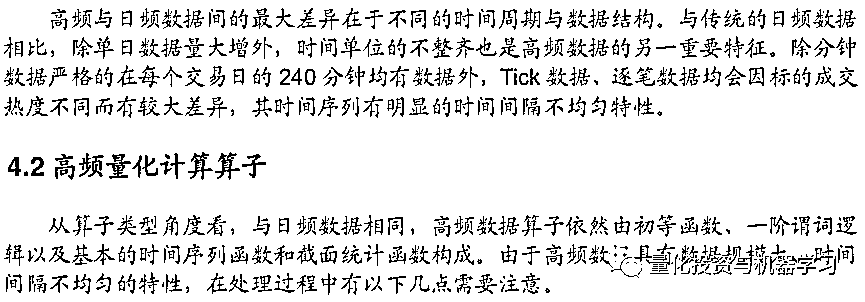 高频与日频数据间的最大差异在于不同的时间周期与数据结构。与传统的日频数据
相比，除单日数据量大增外，时间单位的不整齐也是高频数据的另一重要特征。除分钟
数据严格的在每个交易日的 240 分钟均有数据外，Tick 数据、逐笔数据均会因标的成交
热度不同而有较大差异，其时间序列有明显的时间间隔不均匀特性。
4.2 高频量化计算算子
从算子类型角度看，与日频数据相同，高频数据算子依然由初等函数、一阶谓词逻
辑以及基本的时间序列函数和截面统计函数构成。由于高频数据具有数据规模大、时间
间隔不均匀的特性，在处理过程中有以下几点需要注意。
量化投资与机器学习